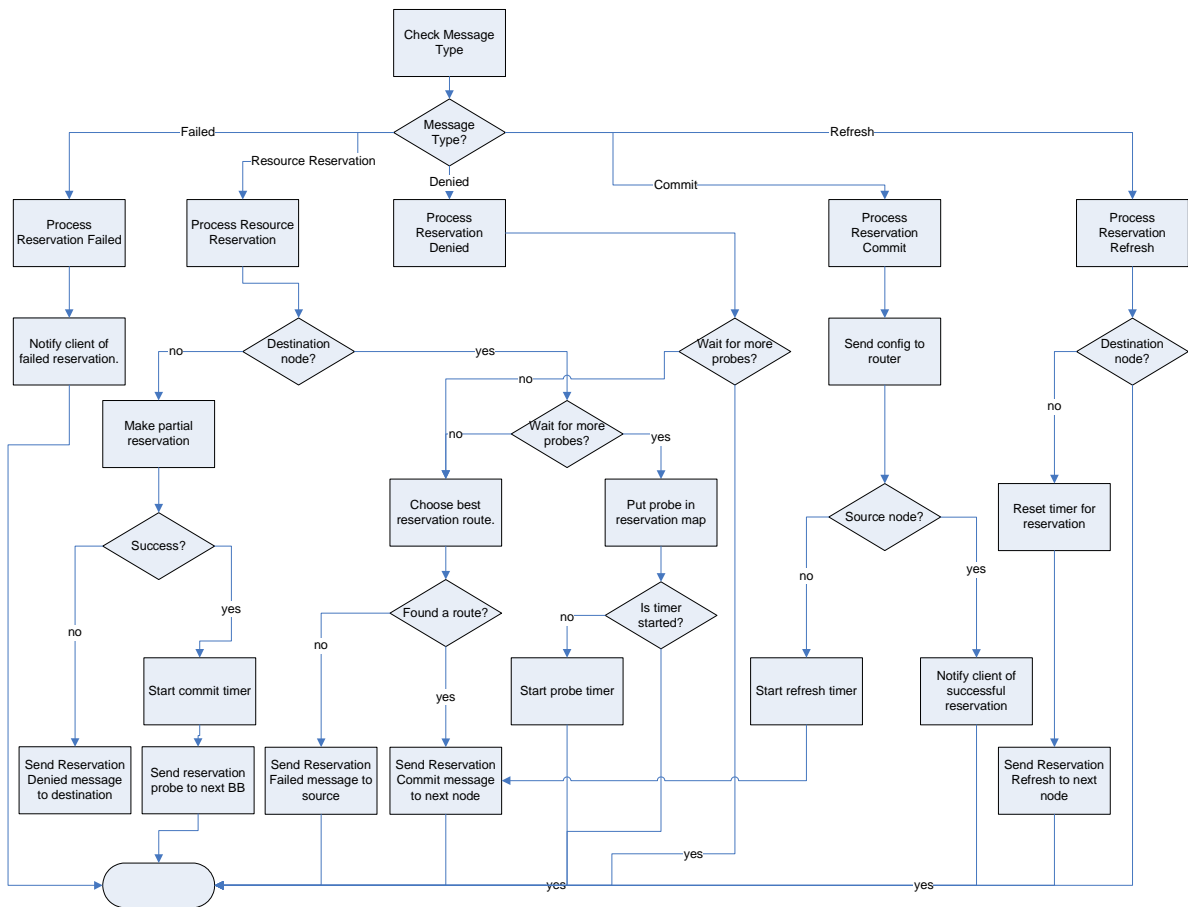 Check Message
Type
Message
Type?
Failed
Refresh
Resource Reservation
Denied
Commit
Process
Reservation Failed
Process Resource
Reservation
Process
Reservation
Denied
Process
Reservation
Commit
Process
Reservation
Refresh
Notify client of
failed reservation.
Destination
node?
Wait for more
probes?
Send config to
router
Destination
node?
no
yes
no
Make partial
reservation
Wait for more
probes?
no
yes
no
Choose best
reservation route.
Put probe in
reservation map
Source node?
Reset timer for
reservation
Success?
no
yes
yes
Found a route?
no
Is timer
started?
no
no
yes
Start commit timer
Start probe timer
Start refresh timer
Notify client of
successful
reservation
Send Reservation
Denied message
to destination
Send reservation
probe to next BB
Send Reservation
Failed message to
source
Send Reservation
Commit message
to next node
Send Reservation
Refresh to next
node
yes
yes
yes